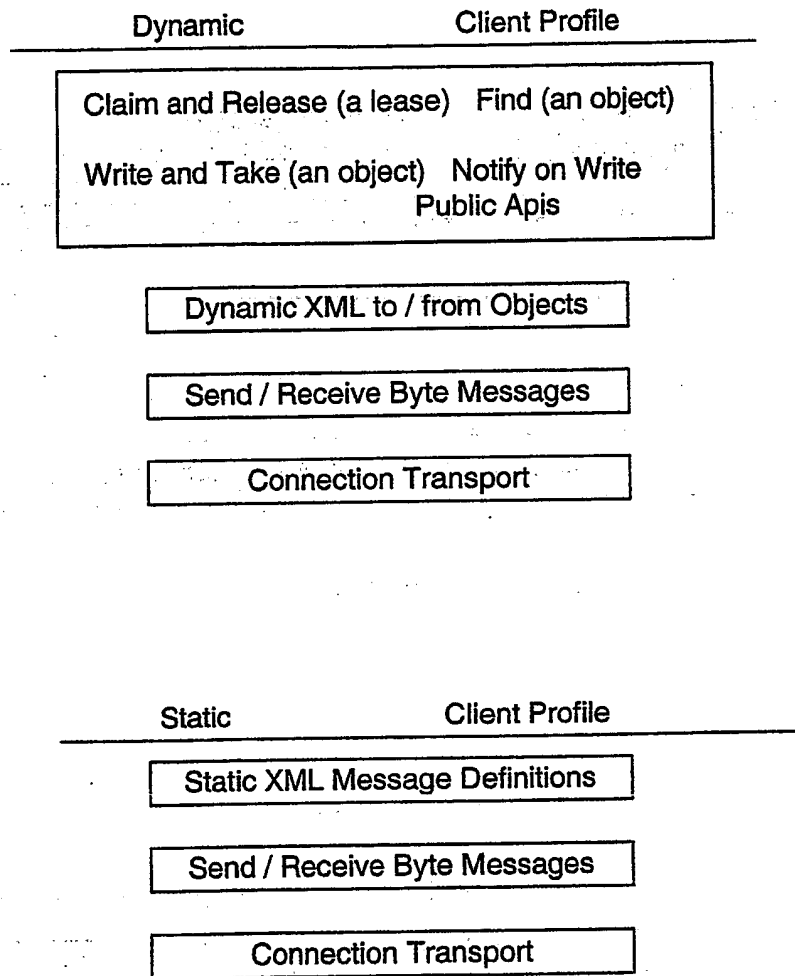 Dynamic Client Profile
Claim and Release (a lease) Find (an object)
Write and Take (an object) Notify on Write
Public Apis
Dynamic XML to / from Objects
Send / Receive Byte Messages
Connection Transport
Static Client Profile
Static XML Message Definitions
Send / Receive Byte Messages
Connection Transport